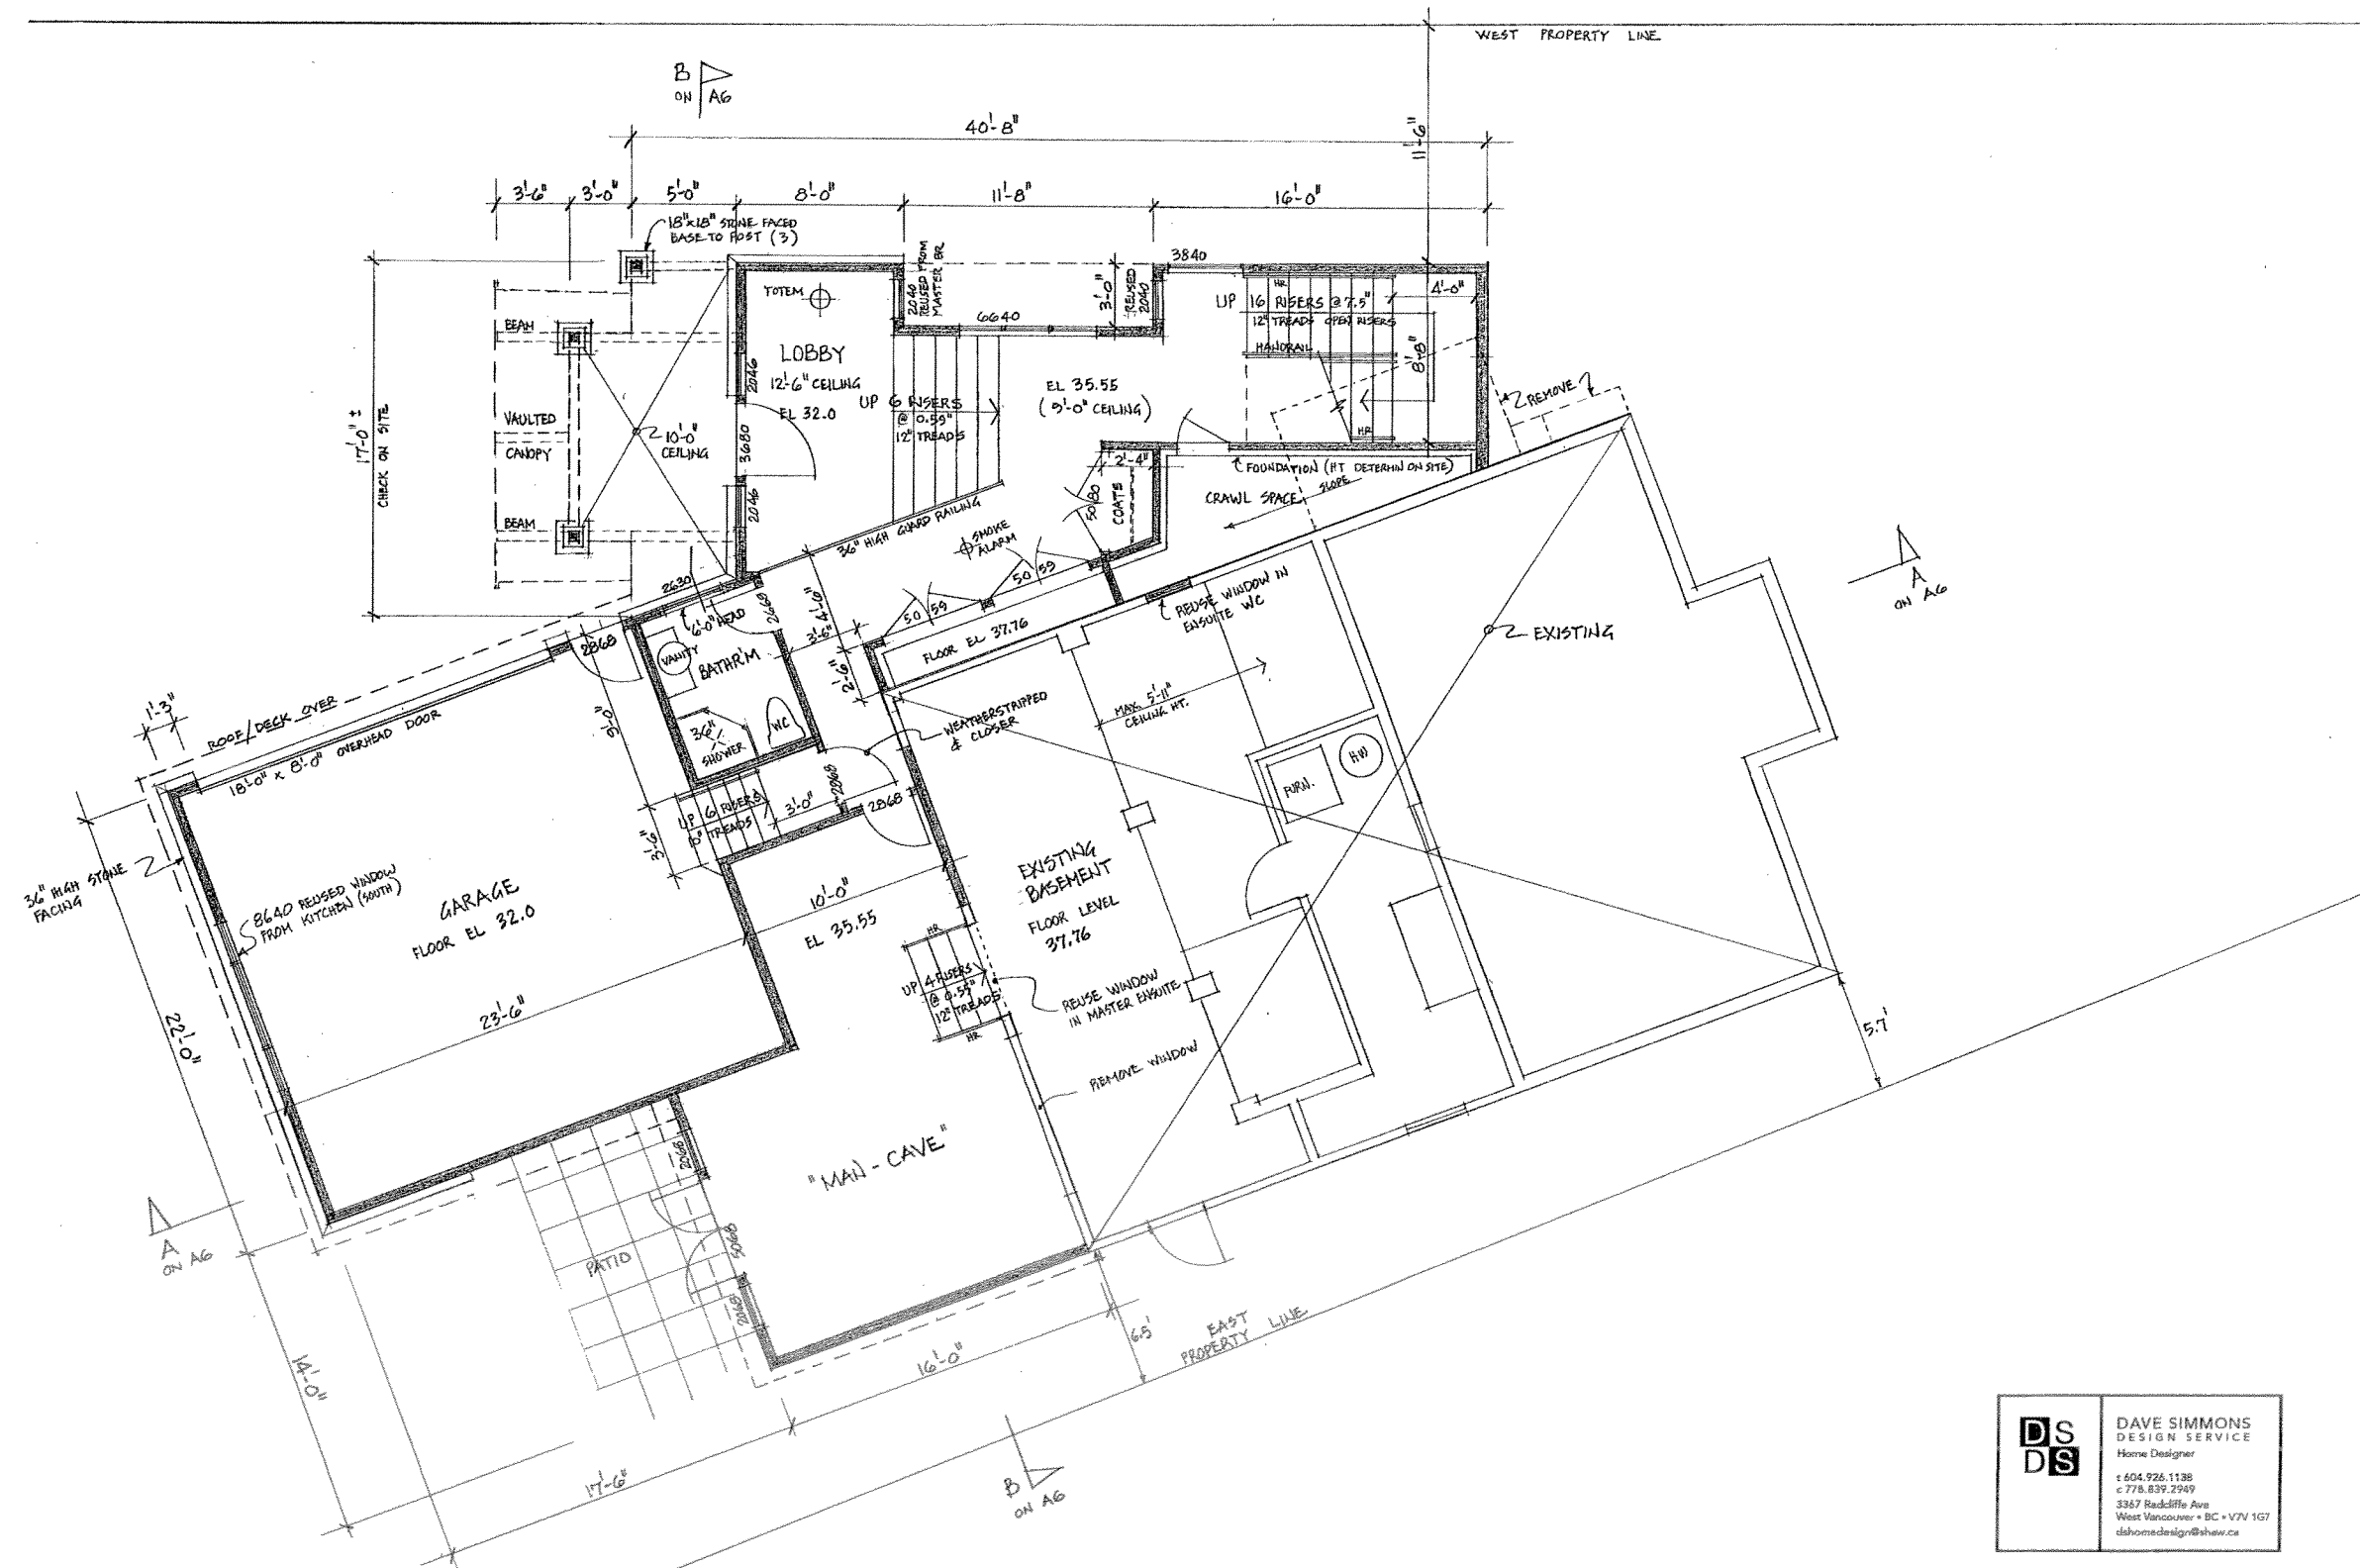 WEST PROPERTY LINE
B
ON A6
40'-8"
11'-6"
3'-6"
3'-0"
5'-0"
8'-0"
11'-8"
16'-0"
18"x18" STONE FACED
BASE TO POST (3)
2040
REUSED FROM
MASTER BR
3'-0"
REUSED
2040
3840
TOTEM
6640
UP 16 RISERS @ 7.5"
12" TREADS OPEN RISERS
HR
4'-0"
HANDRAIL
8'-8"
HR
BEAM
LOBBY
12'-6" CEILING
EL 32.0
2046
UP 6 RISERS
@ 0.59"
12" TREADS
EL 35.55
(9'-0" CEILING)
REMOVE
17'-0" ±
CHECK ON SITE
VAULTED
CANOPY
10'-0"
CEILING
3680
2046
BEAM
2'-4"
COATS
5080
FOUNDATION (HT DETERMIN ON SITE)
CRAWL SPACE
SLOPE
36" HIGH GUARD RAILING
SMOKE
ALARM
A
ON A6
2630
6'-0" HEAD
2668
4'-6"
3'-6"
2'-6"
50 59
50 59
FLOOR EL 37.76
REUSE WINDOW IN
ENSUITE WC
EXISTING
2868
VANITY
BATHR'M
WC
36"
SHOWER
9'-0"
WEATHERSTRIPPED
& CLOSER
MAX. 5'-11"
CEILING HT.
1'-3"
ROOF/DECK OVER
18'-0" x 8'-0" OVERHEAD DOOR
UP 6 RISERS
TREADS
3'-0"
2868
2868
3'-6"
FURN.
HW
36" HIGH STONE
FACING
8640 REUSED WINDOW
FROM KITCHEN (SOUTH)
GARAGE
FLOOR EL 32.0
10'-0"
EL 35.55
EXISTING
BASEMENT
FLOOR LEVEL
37.76
HR
UP 4 RISERS
@ 0.55"
12" TREADS
HR
REUSE WINDOW
IN MASTER ENSUITE
REMOVE WINDOW
23'-6"
22'-0"
5.7'
"MAN-CAVE"
2068
PATIO
5068
2068
A
ON A6
14'-0"
16'-0"
6.5'
EAST
PROPERTY LINE
17'-6"
B
ON A6
DS
DS
DAVE SIMMONS
DESIGN SERVICE
Home Designer
t 604.926.1138
c 778.839.2949
3367 Radcliffe Ave
West Vancouver • BC • V7V 1G7
dshomedesign@shaw.ca